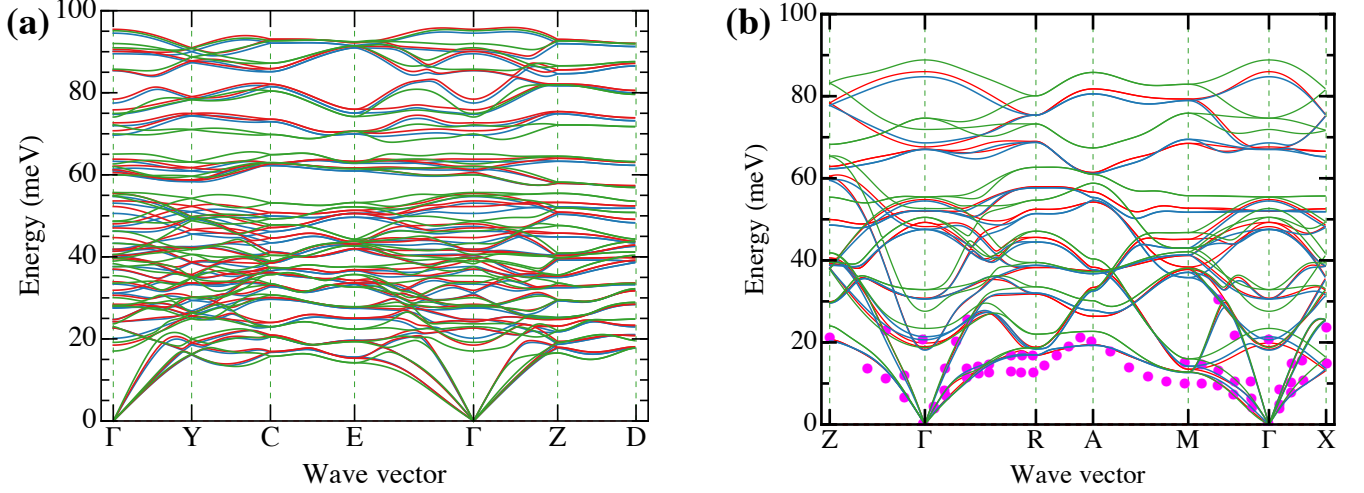 (a)
100
80
60
40
20
0
Energy (meV)
Γ Y C E Γ Z D
Wave vector
(b)
100
80
60
40
20
0
Energy (meV)
Z Γ R A M Γ X
Wave vector